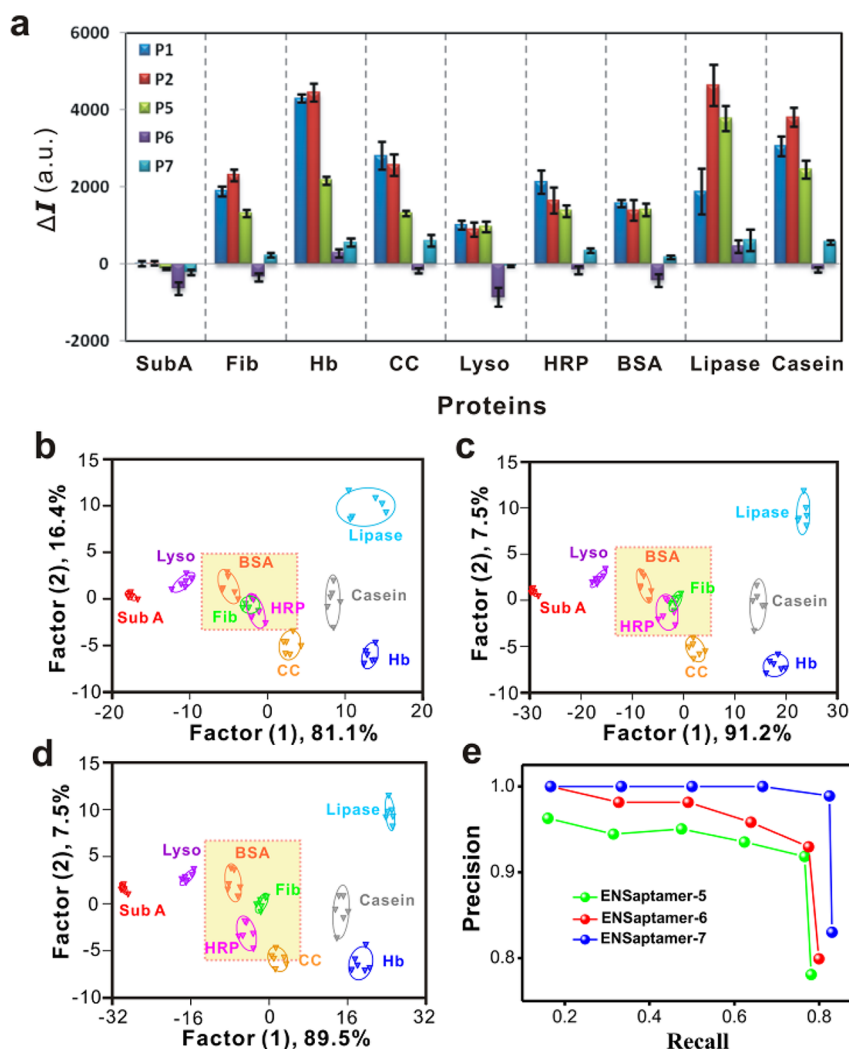 a
6000
4000
2000
0
-2000
ΔI (a.u.)
P1
P2
P5
P6
P7
SubA Fib Hb CC Lyso HRP BSA Lipase Casein
Proteins
b
15
10
5
0
-5
-10
-20 -10 0 10 20
Factor (2), 16.4%
Factor (1), 81.1%
Lipase
Lyso
BSA
Sub A
Fib
HRP
Casein
CC
Hb
c
15
10
5
0
-5
-10
-30 -20 -10 0 10 20 30
Factor (2), 7.5%
Factor (1), 91.2%
Lipase
Lyso
BSA
Sub A
Fib
HRP
Casein
CC
Hb
d
15
10
5
0
-5
-10
-32 -16 0 16 32
Factor (2), 7.5%
Factor (1), 89.5%
Lipase
Lyso
BSA
Sub A
Fib
Casein
HRP
CC
Hb
e
1.0
0.9
0.8
Precision
ENSaptamer-5
ENSaptamer-6
ENSaptamer-7
0.2 0.4 0.6 0.8
Recall